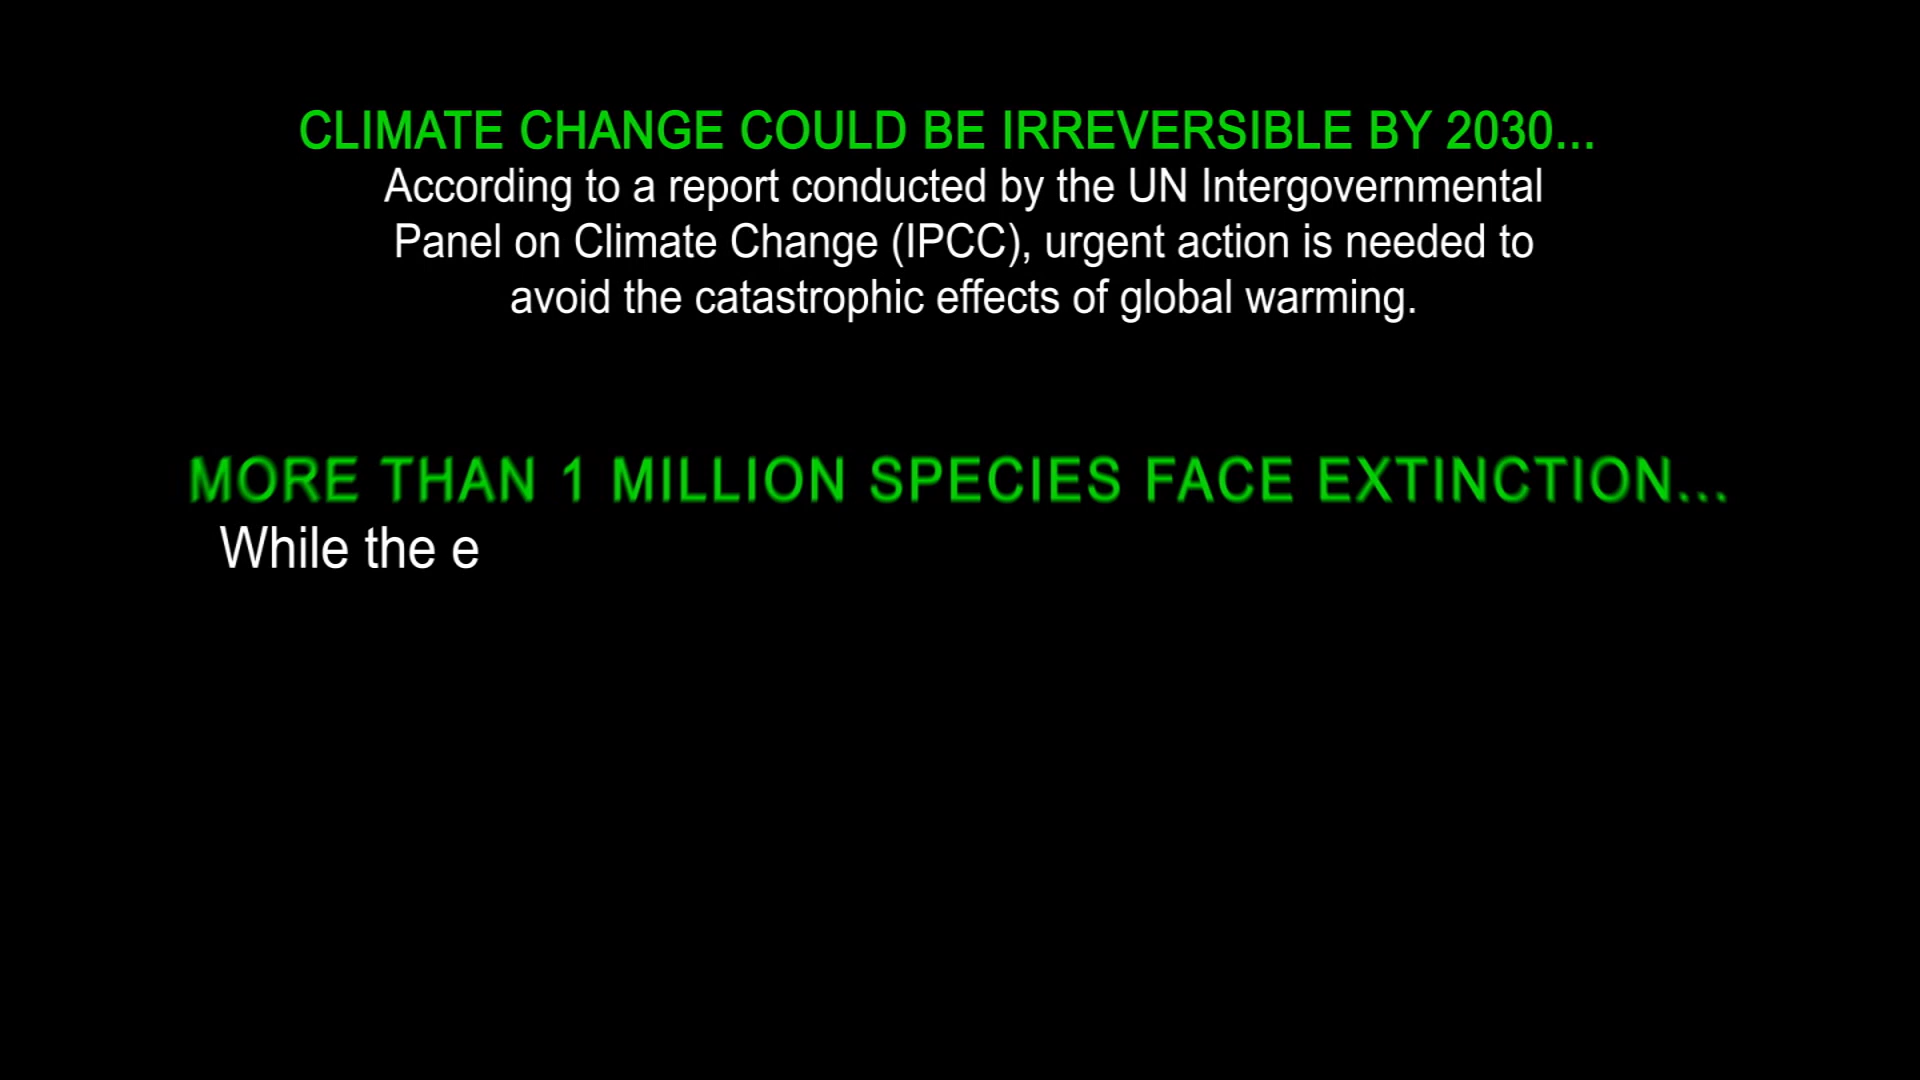 CLIMATE CHANGE COULD BE IRREVERSIBLE BY 2030...
According to a report conducted by the UN Intergovernmental
Panel on Climate Change (IPCC), urgent action is needed to
avoid the catastrophic effects of global warming.
MORE THAN 1 MILLION SPECIES FACE EXTINCTION...
While the e